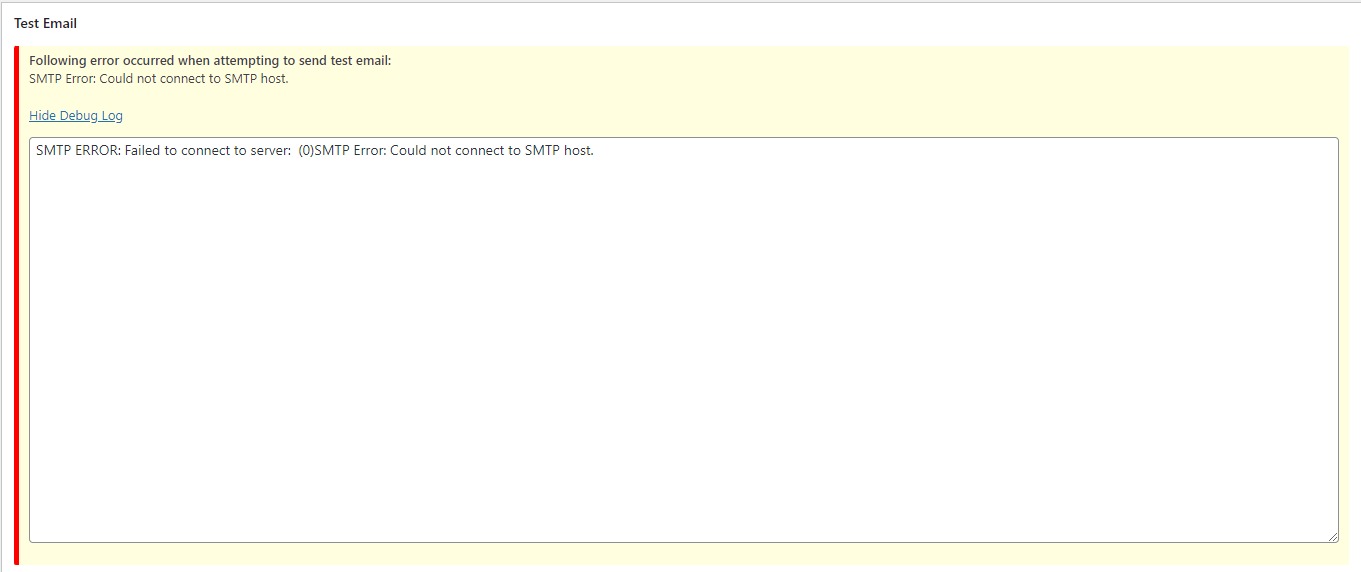 Test Email
Following error occurred when attempting to send test email:
SMTP Error: Could not connect to SMTP host.
Hide Debug Log
SMTP ERROR: Failed to connect to server:  (0)SMTP Error: Could not connect to SMTP host.